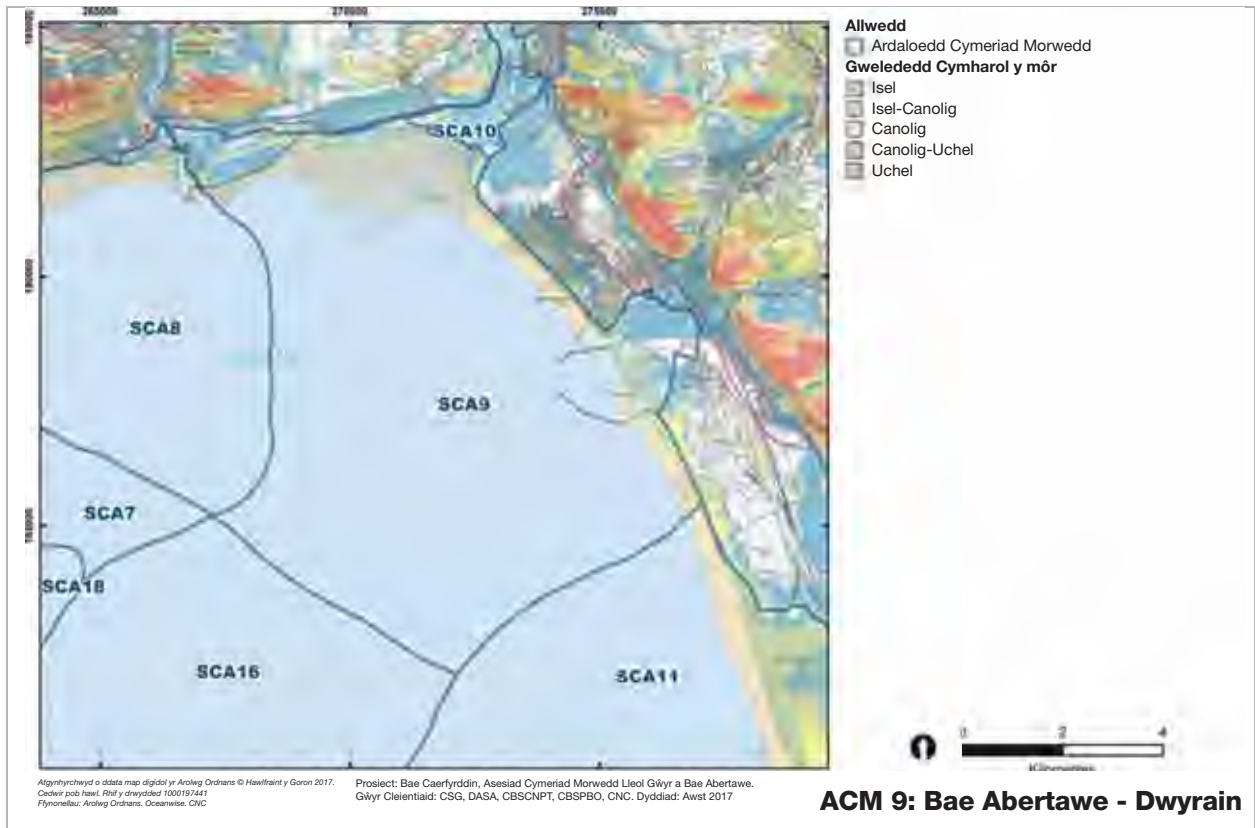 265000 270000 275000
190000
185000
SCA10
SCA8
SCA9
SCA7
SCA18
SCA16
SCA11
Allwedd
Ardaloedd Cymeriad Morwedd
Gwelededd Cymharol y môr
Isel
Isel-Canolig
Canolig
Canolig-Uchel
Uchel
0 2 4
Kilometres
Atgynhyrchwyd o ddata map digidol yr Arolwg Ordnans © Hawlfraint y Goron 2017.
Cedwir pob hawl. Rhif y drwydded 1000197441
Ffynonellau: Arolwg Ordnans. Oceanwise. CNC
Prosiect: Bae Caerfyrddin, Asesiad Cymeriad Morwedd Lleol Gŵyr a Bae Abertawe.
Gŵyr Cleientiaid: CSG, DASA, CBSCNPT, CBSPBO, CNC. Dyddiad: Awst 2017
ACM 9: Bae Abertawe - Dwyrain